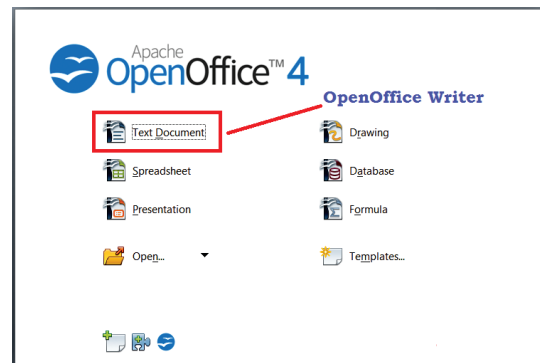 Apache
OpenOffice™ 4
OpenOffice Writer
Text Document
Drawing
Spreadsheet
Database
Presentation
Formula
Open...
Templates...